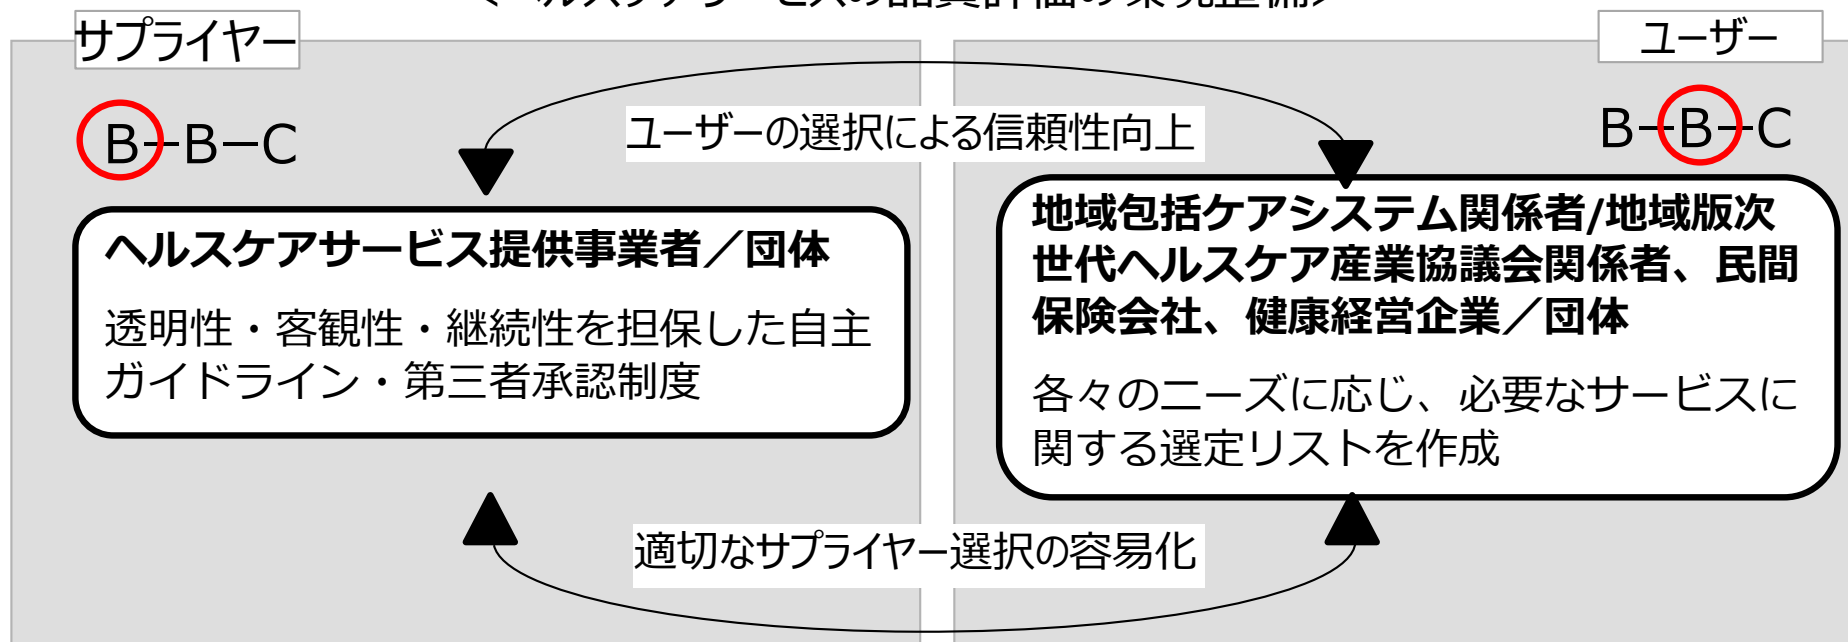 サプライヤー
ユーザー
B-B-C
B-B-C
ユーザーの選択による信頼性向上
ヘルスケアサービス提供事業者／団体
透明性・客観性・継続性を担保した自主
ガイドライン・第三者承認制度
地域包括ケアシステム関係者/地域版次
世代ヘルスケア産業協議会関係者、民間
保険会社、健康経営企業／団体
各々のニーズに応じ、必要なサービスに
関する選定リストを作成
適切なサプライヤー選択の容易化